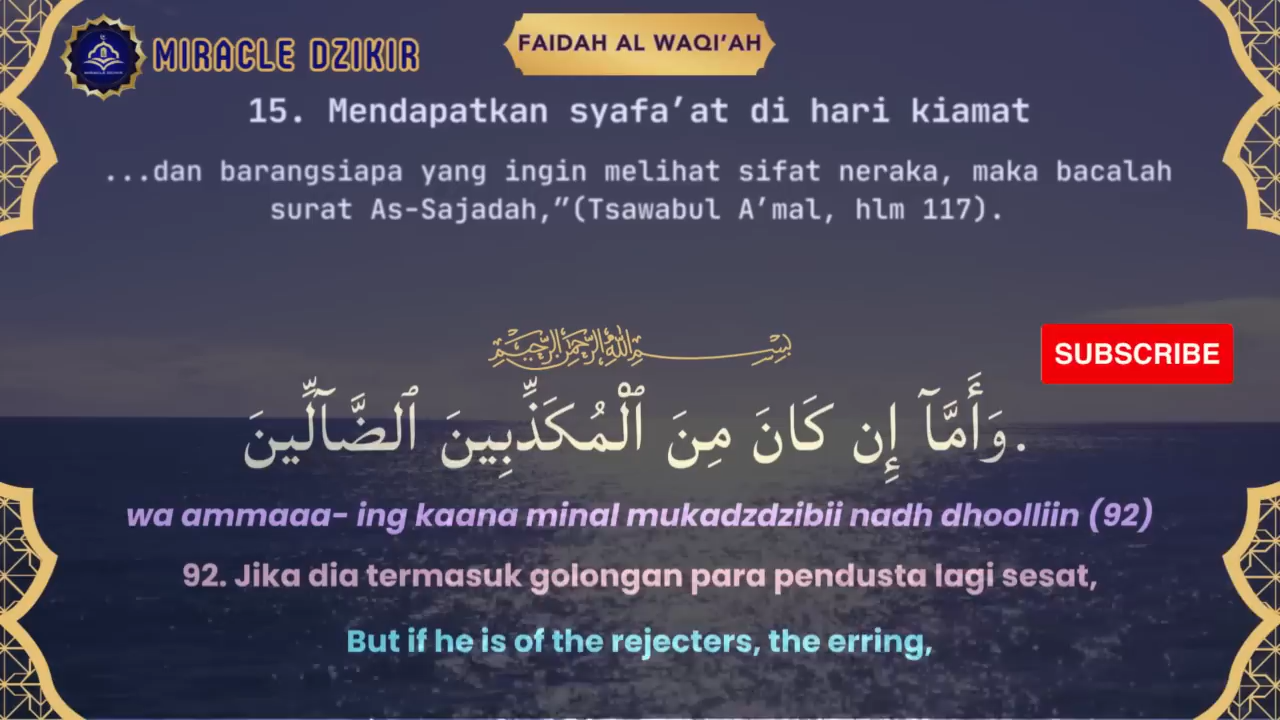 MIRACLE DZIKIR
FAIDAH AL WAQI’AH
15. Mendapatkan syafa’at di hari kiamat
...dan barangsiapa yang ingin melihat sifat neraka, maka bacalah
surat As-Sajadah,”(Tsawabul A’mal, hlm 117).
بِسْمِ اللهِ الرَّحْمٰنِ الرَّحِيْمِ
SUBSCRIBE
وَأَمَّآ إِن كَانَ مِنَ ٱلْمُكَذِّبِينَ ٱلضَّآلِّينَ.
wa ammaaa- ing kaana minal mukadzdzibii nadh dhoolliin (92)
92. Jika dia termasuk golongan para pendusta lagi sesat,
But if he is of the rejecters, the erring,